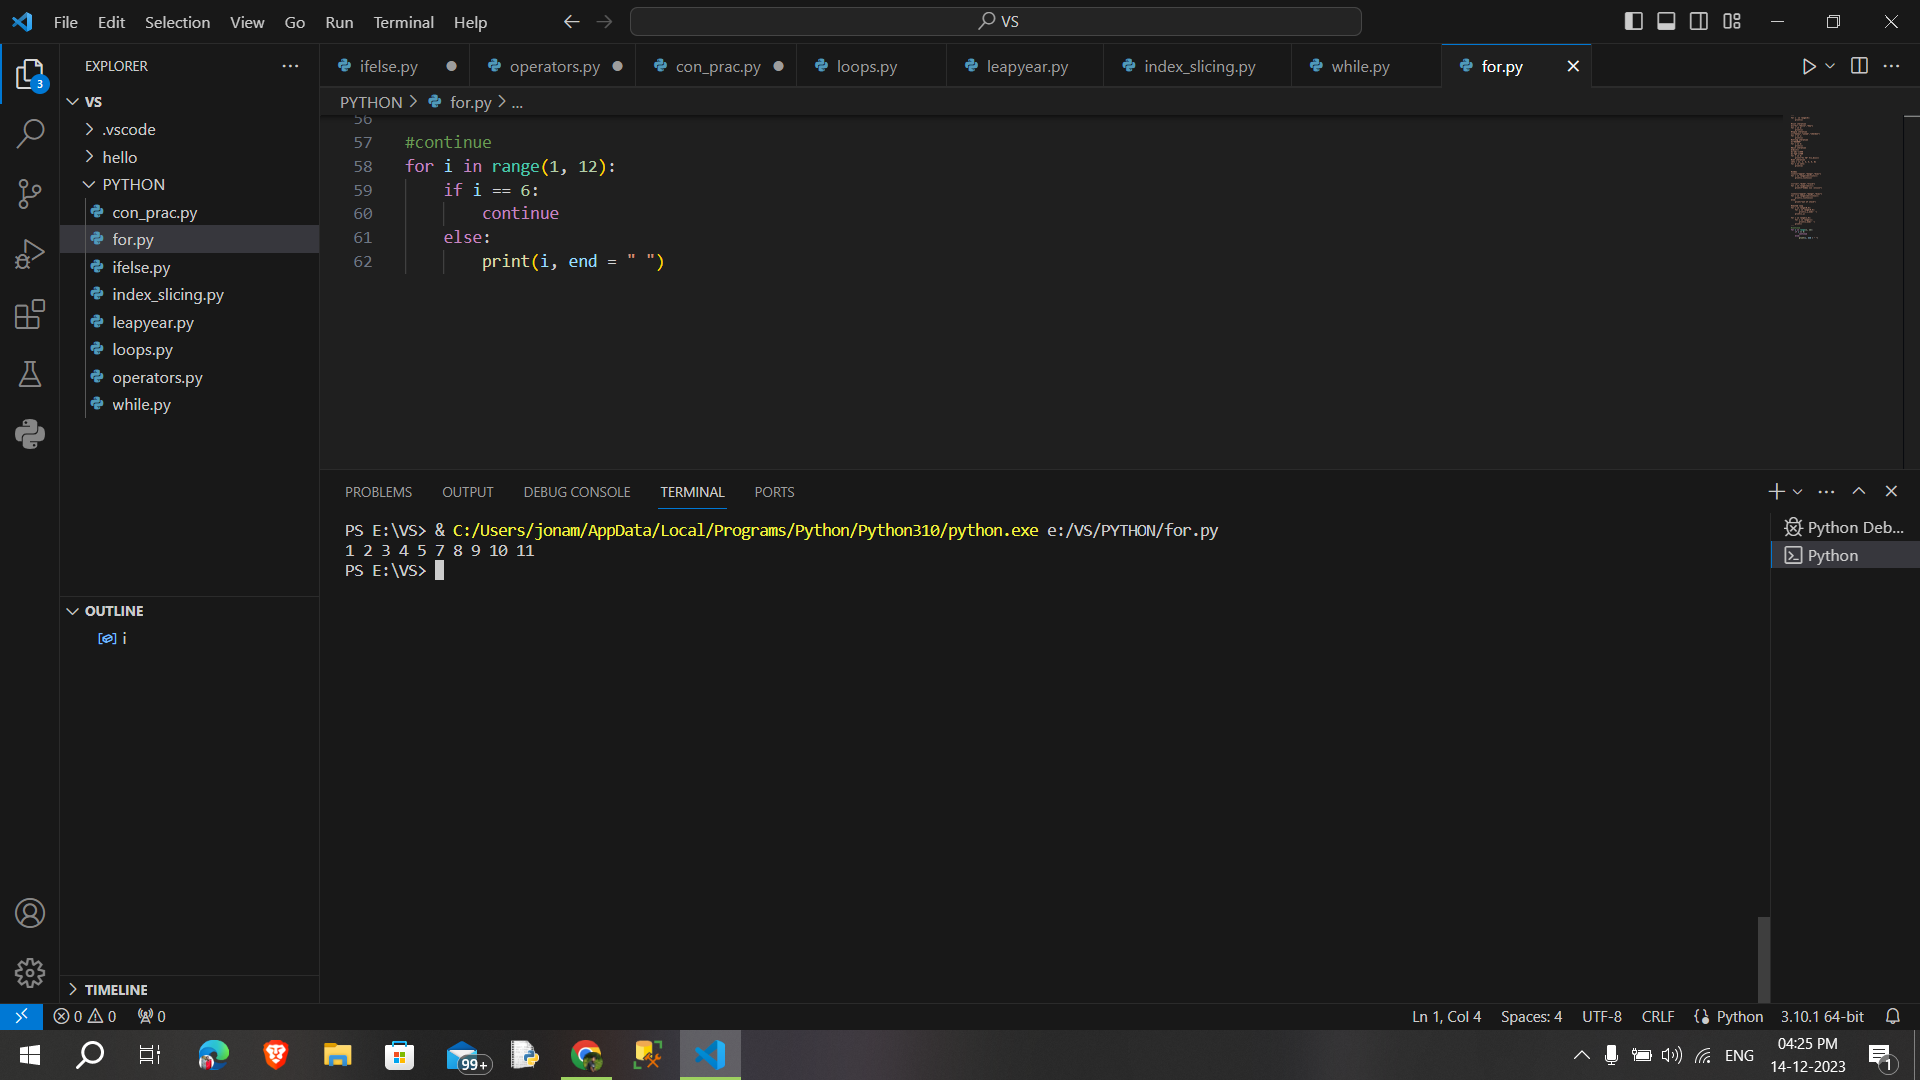 File Edit Selection View Go Run Terminal Help
VS
EXPLORER
3
VS
.vscode
hello
PYTHON
con_prac.py
for.py
ifelse.py
index_slicing.py
leapyear.py
loops.py
operators.py
while.py
OUTLINE
i
TIMELINE
ifelse.py operators.py con_prac.py loops.py leapyear.py index_slicing.py while.py for.py
PYTHON > for.py > ...
56
57 #continue
58 for i in range(1, 12):
59 if i == 6:
60 continue
61 else:
62 print(i, end = " ")
PROBLEMS OUTPUT DEBUG CONSOLE TERMINAL PORTS
PS E:\VS> & C:/Users/jonam/AppData/Local/Programs/Python/Python310/python.exe e:/VS/PYTHON/for.py
1 2 3 4 5 7 8 9 10 11
PS E:\VS>
Python Deb...
Python
0 0 0
Ln 1, Col 4 Spaces: 4 UTF-8 CRLF Python 3.10.1 64-bit
99+
ENG
04:25 PM
14-12-2023
1